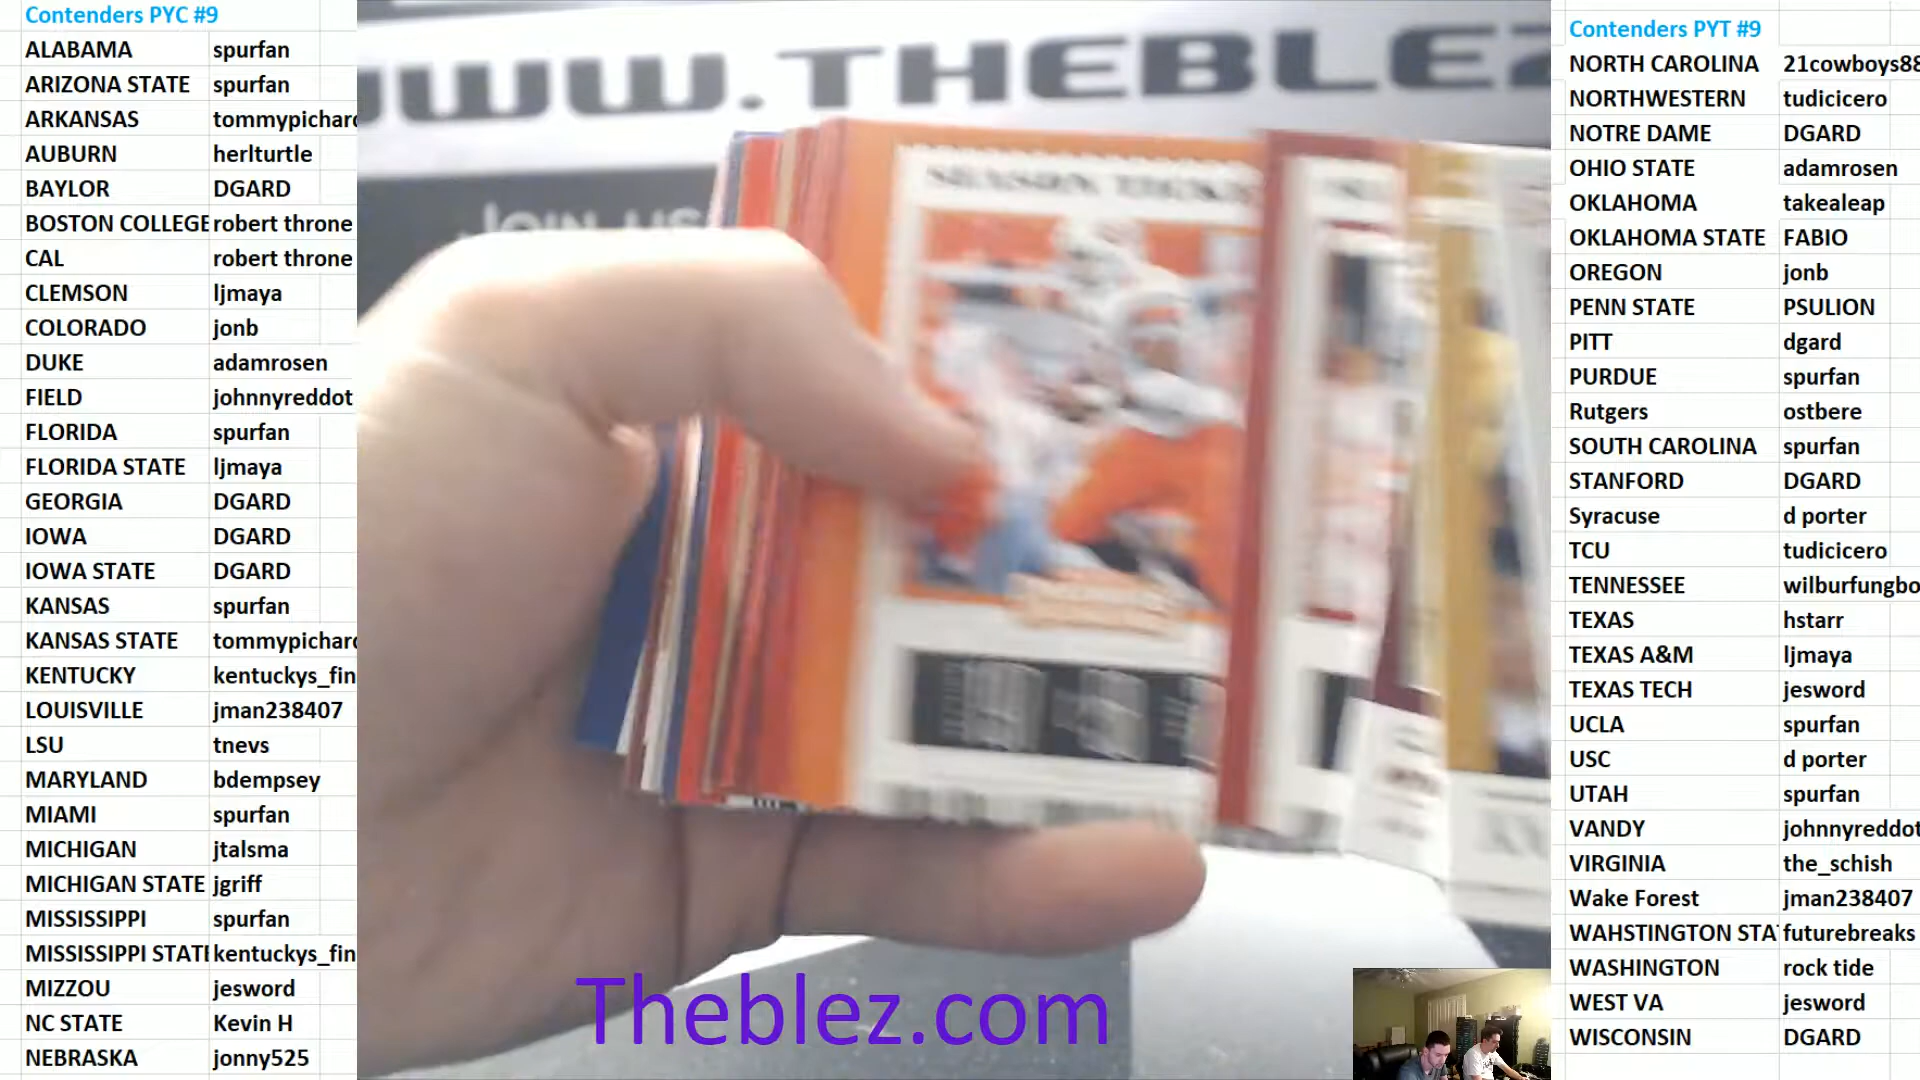 Contenders PYC #9
ALABAMA spurfan
ARIZONA STATE spurfan
ARKANSAS tommypichard
AUBURN herlturtle
BAYLOR DGARD
BOSTON COLLEGE robert throne
CAL robert throne
CLEMSON ljmaya
COLORADO jonb
DUKE adamrosen
FIELD johnnyreddot
FLORIDA spurfan
FLORIDA STATE ljmaya
GEORGIA DGARD
IOWA DGARD
IOWA STATE DGARD
KANSAS spurfan
KANSAS STATE tommypichard
KENTUCKY kentuckys_fin
LOUISVILLE jman238407
LSU tnevs
MARYLAND bdempsey
MIAMI spurfan
MICHIGAN jtalsma
MICHIGAN STATE jgriff
MISSISSIPPI spurfan
MISSISSIPPI STATE kentuckys_fin
MIZZOU jesword
NC STATE Kevin H
NEBRASKA jonny525
WWW.THEBLEZ
JOIN US
SEASON TICKET
Theblez.com
Contenders PYT #9
NORTH CAROLINA 21cowboys88
NORTHWESTERN tudicicero
NOTRE DAME DGARD
OHIO STATE adamrosen
OKLAHOMA takealeap
OKLAHOMA STATE FABIO
OREGON jonb
PENN STATE PSULION
PITT dgard
PURDUE spurfan
Rutgers ostbere
SOUTH CAROLINA spurfan
STANFORD DGARD
Syracuse d porter
TCU tudicicero
TENNESSEE wilburfungbo
TEXAS hstarr
TEXAS A&M ljmaya
TEXAS TECH jesword
UCLA spurfan
USC d porter
UTAH spurfan
VANDY johnnyreddot
VIRGINIA the_schish
Wake Forest jman238407
WAHSTINGTON STA futurebreaks
WASHINGTON rock tide
WEST VA jesword
WISCONSIN DGARD